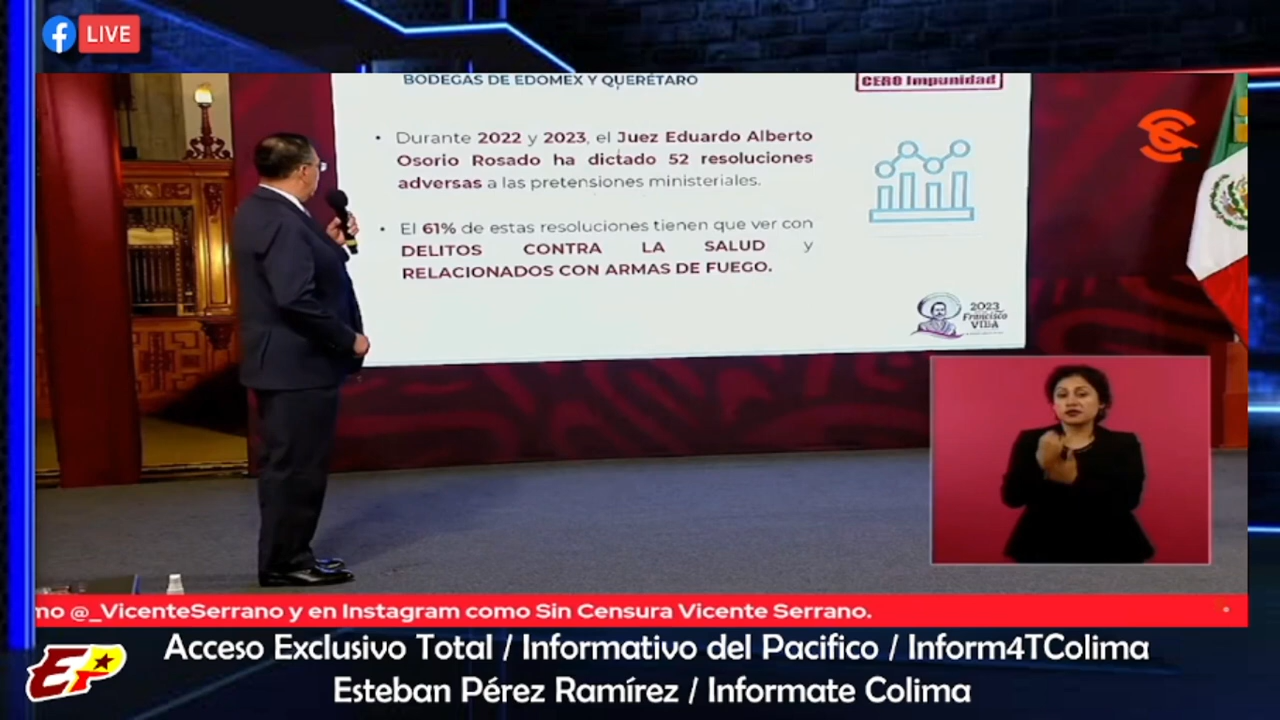 LIVE
BODEGAS DE EDOMEX Y QUERÉTARO
CERO Impunidad
• Durante 2022 y 2023, el Juez Eduardo Alberto
Osorio Rosado ha dictado 52 resoluciones
adversas a las pretensiones ministeriales.
• El 61% de estas resoluciones tienen que ver con
DELITOS CONTRA LA SALUD y
RELACIONADOS CON ARMAS DE FUEGO.
2023
Francisco
VILLA
mo @_VicenteSerrano y en Instagram como Sin Censura Vicente Serrano.
EP
Acceso Exclusivo Total / Informativo del Pacifico / Inform4TColima
Esteban Pérez Ramírez / Informate Colima